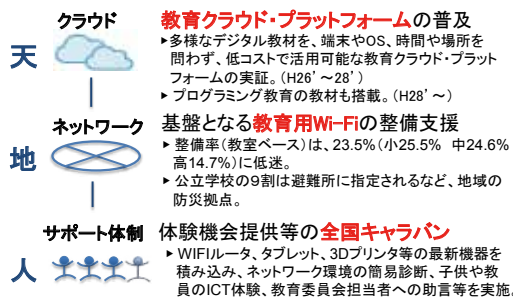 クラウド
教育クラウド・プラットフォームの普及
天
▶多様なデジタル教材を、端末やOS、時間や場所を
問わず、低コストで活用可能な教育クラウド・プラット
フォームの実証。（H26’～28’）
▶ プログラミング教育の教材も搭載。（H28’～）
ネットワーク
基盤となる教育用Wi-Fiの整備支援
地
▶ 整備率（教室ベース）は、23.5%（小25.5% 中24.6%
高14.7%）に低迷。
▶ 公立学校の９割は避難所に指定されるなど、地域の
防災拠点。
サポート体制
体験機会提供等の全国キャラバン
人
▶ WIFIルータ、タブレット、3Dプリンタ等の最新機器を
積み込み、ネットワーク環境の簡易診断、子供や教
員のICT体験、教育委員会担当者への助言等を実施。